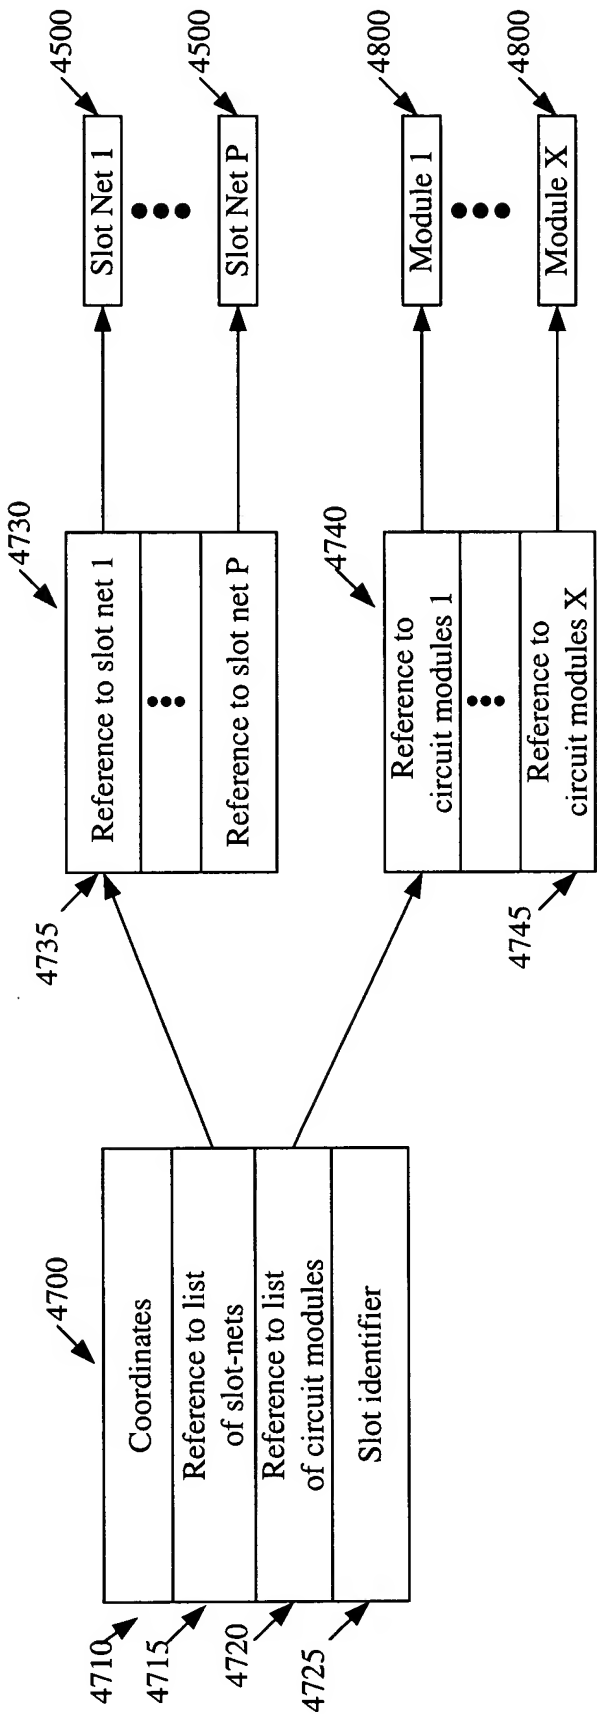 4700
4710
Coordinates
4715
Reference to list
of slot-nets
4720
Reference to list
of circuit modules
4725
Slot identifier
4730
4735
Reference to slot net 1
Reference to slot net P
4740
Reference to
circuit modules 1
4745
Reference to
circuit modules X
4500
Slot Net 1
4500
Slot Net P
4800
Module 1
4800
Module X